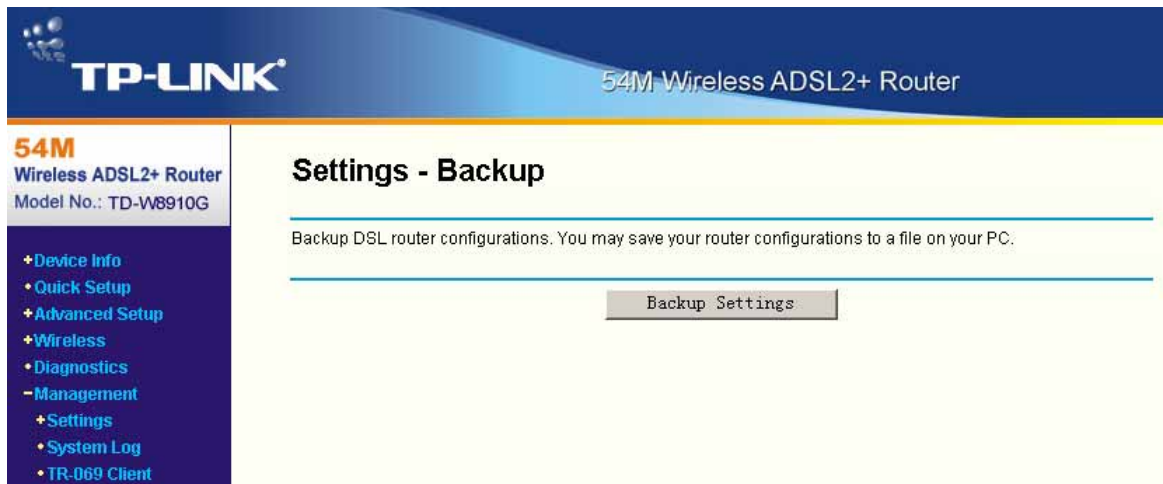 TP-LINK
54M Wireless ADSL2+ Router
54M
Wireless ADSL2+ Router
Model No.: TD-W8910G
+Device Info
•Quick Setup
+Advanced Setup
+Wireless
•Diagnostics
−Management
+Settings
•System Log
•TR-069 Client
Settings - Backup
Backup DSL router configurations. You may save your router configurations to a file on your PC.
Backup Settings